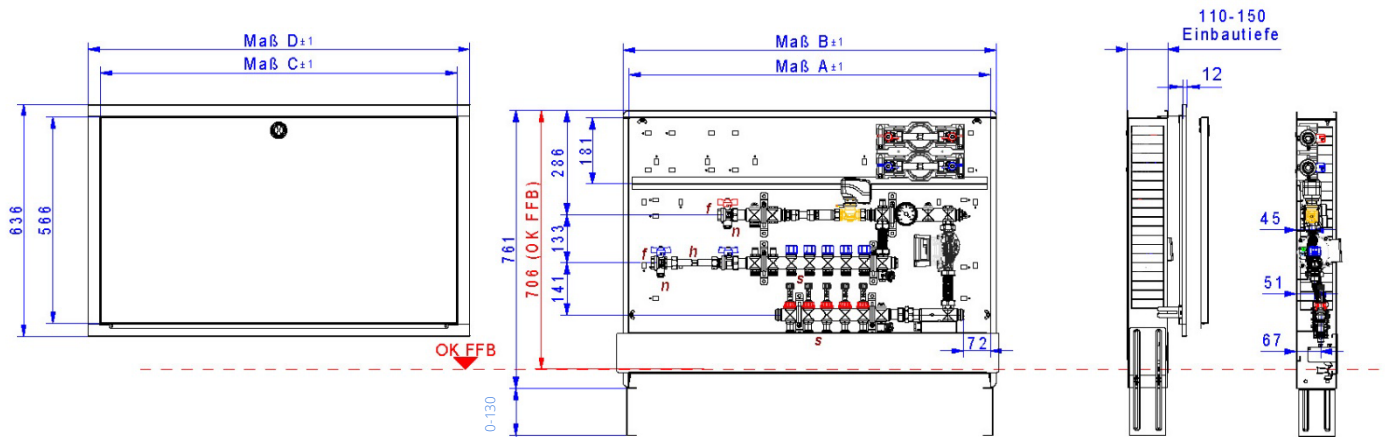 Maß D±1
Maß C±1
636
566
OK FFB
Maß B±1
Maß A±1
761
706 (OK FFB)
286
181
133
141
0-130
f
n
f
h
n
s
s
72
110-150
Einbautiefe
12
45
51
67